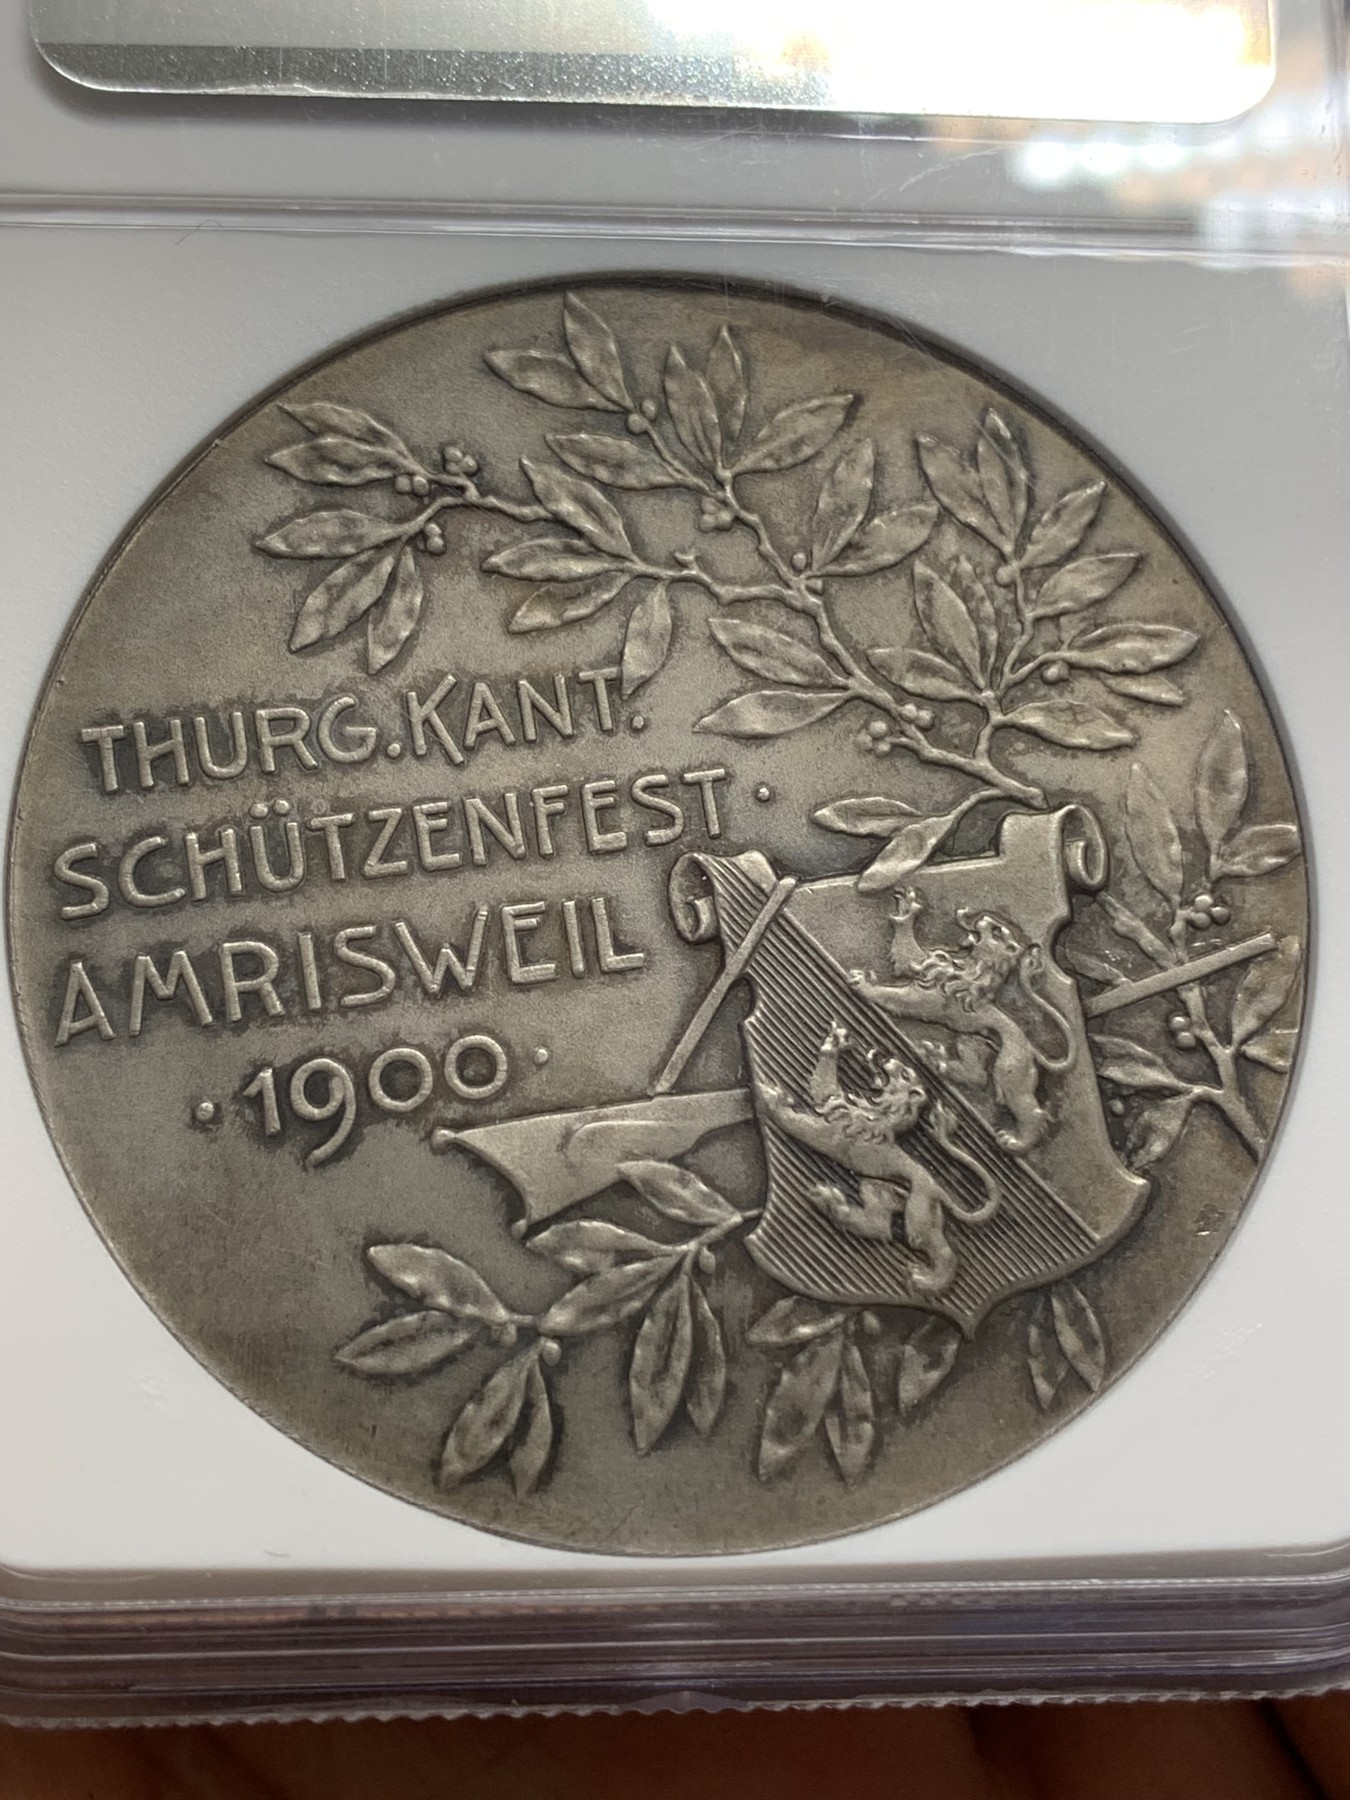 THURG.KANT.
SCHÜTZENFEST·
AMRISWEIL
·1900·